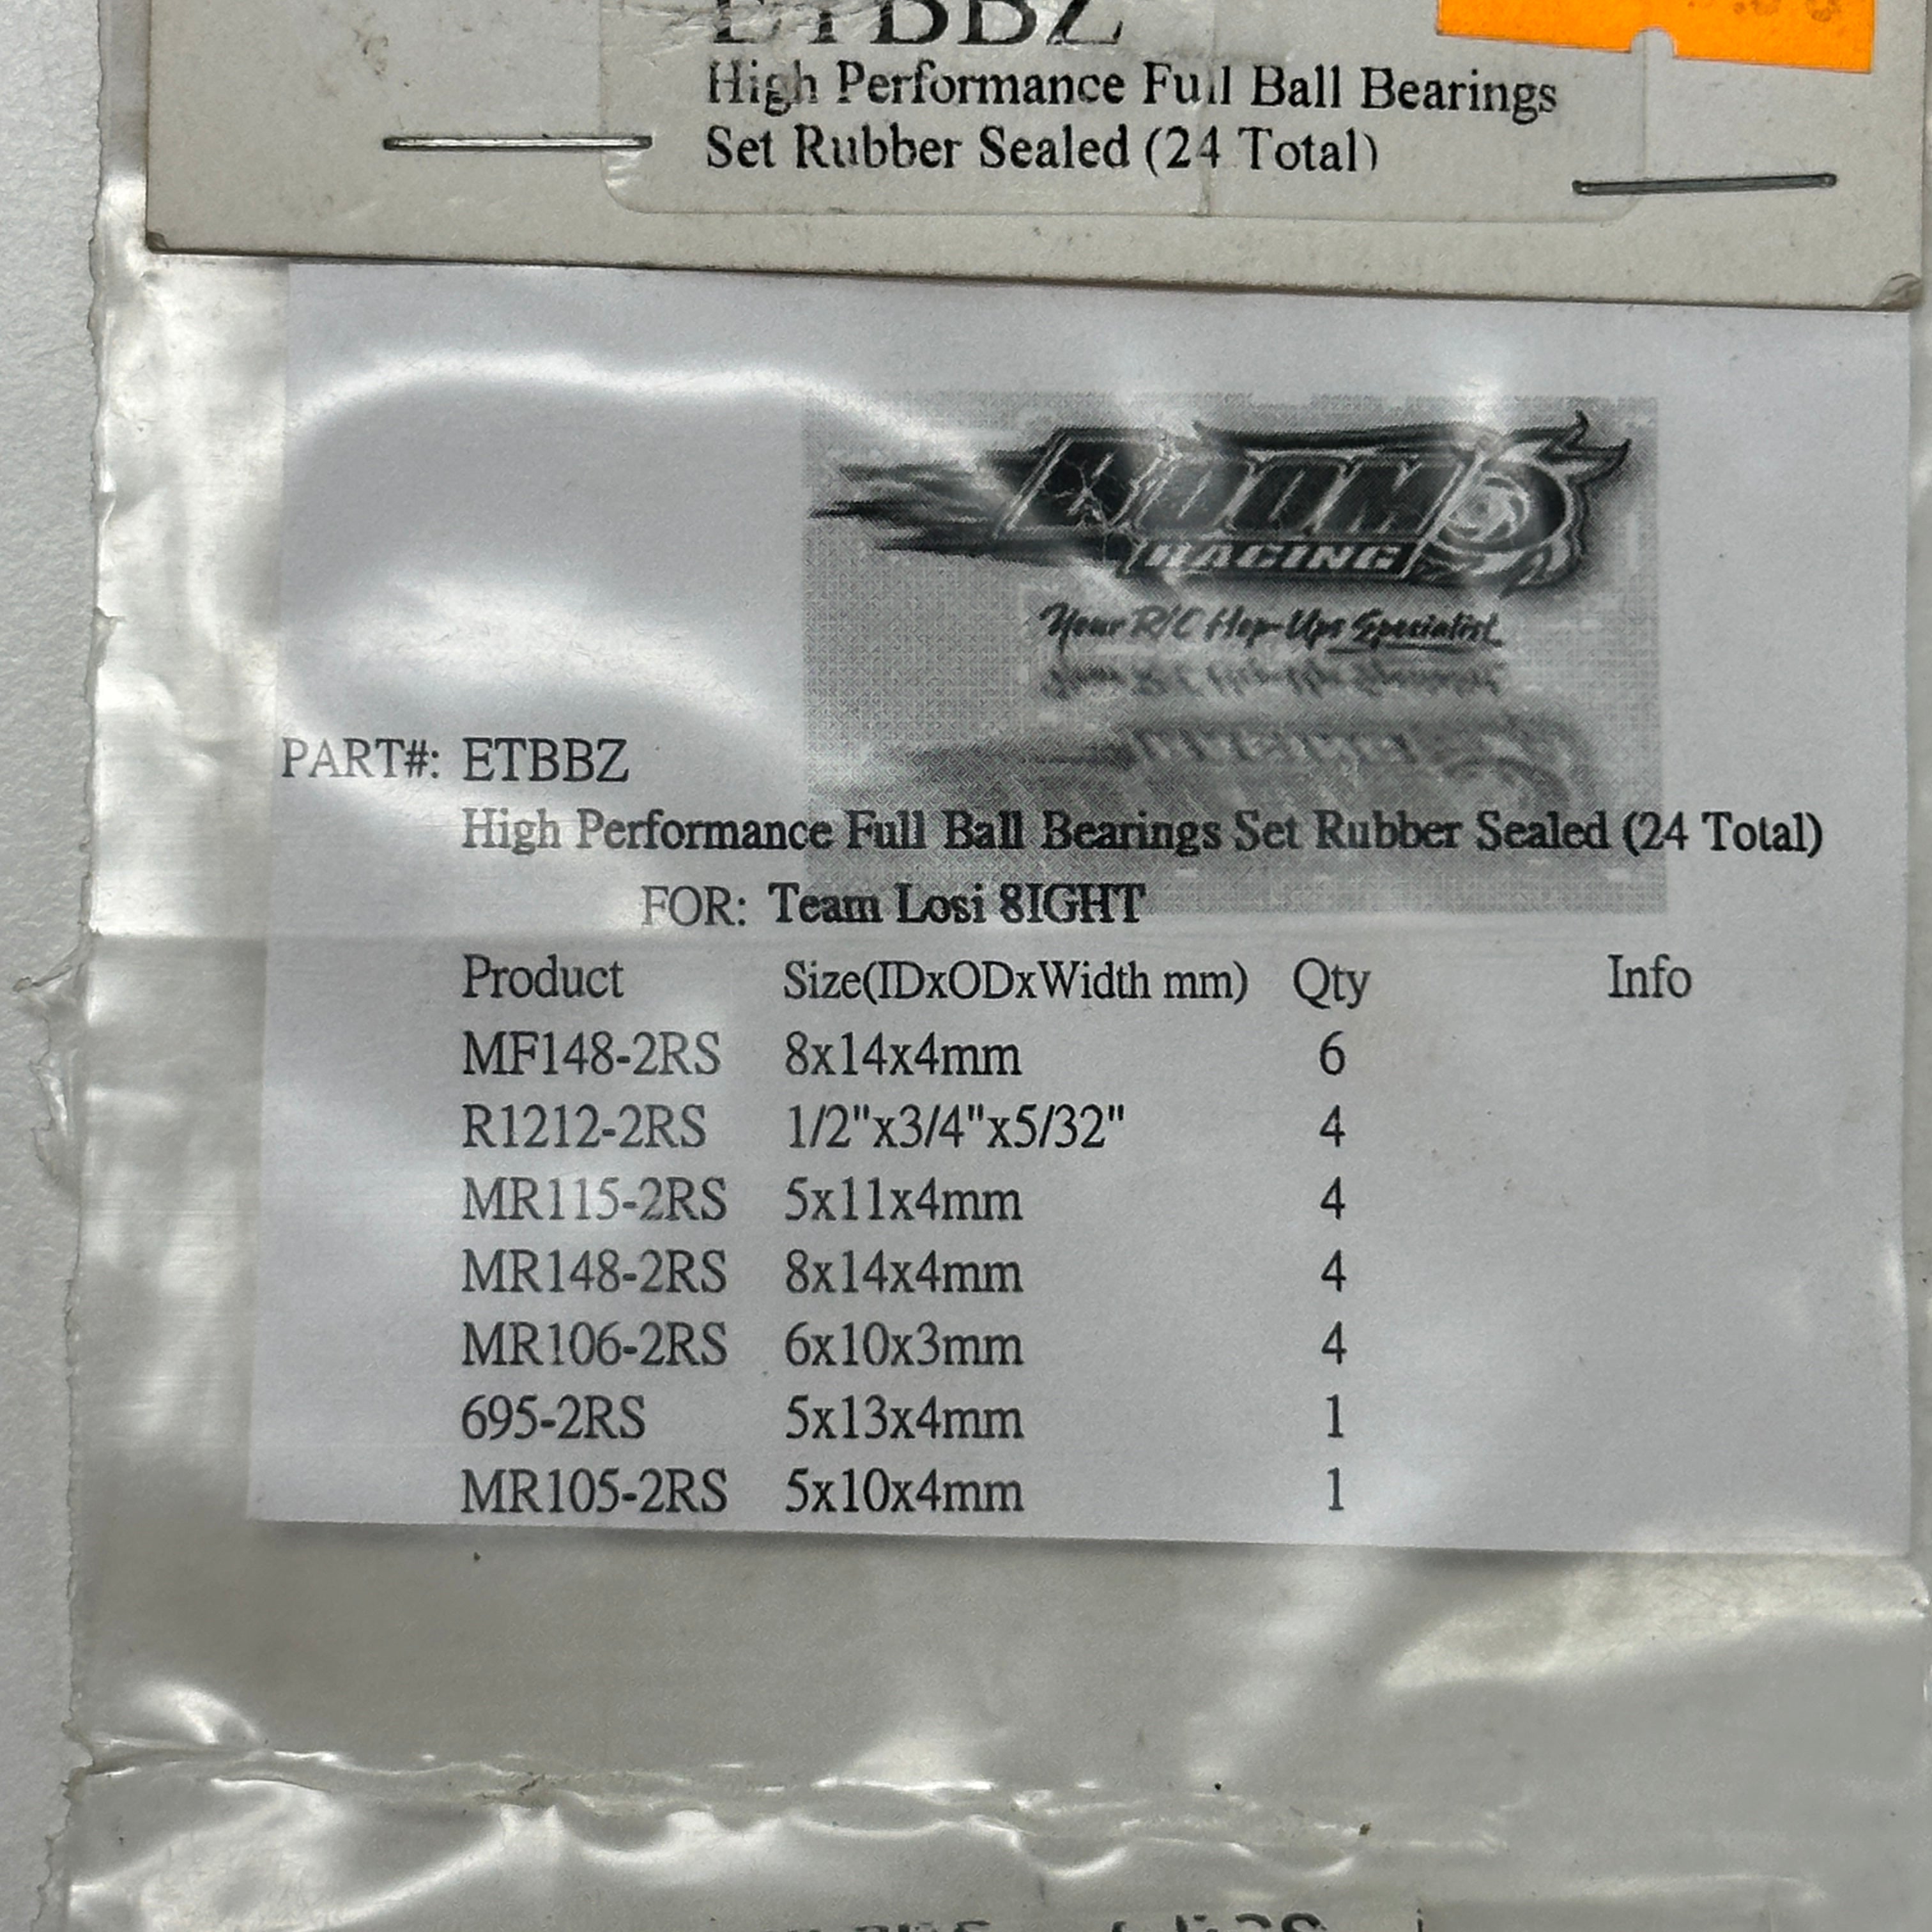 ETBBZ
High Performance Full Ball Bearings
Set Rubber Sealed (24 Total)
BOOM
RACING
Your R/C Hop-Ups Specialist
PART#: ETBBZ
High Performance Full Ball Bearings Set Rubber Sealed (24 Total)
FOR: Team Losi 8IGHT
Product Size(IDxODxWidth mm) Qty Info
MF148-2RS 8x14x4mm 6
R1212-2RS 1/2"x3/4"x5/32" 4
MR115-2RS 5x11x4mm 4
MR148-2RS 8x14x4mm 4
MR106-2RS 6x10x3mm 4
695-2RS 5x13x4mm 1
MR105-2RS 5x10x4mm 1